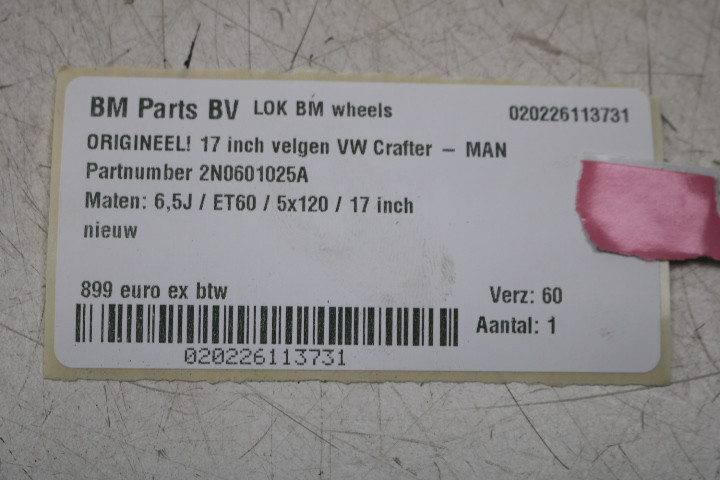 BM Parts BV LOK BM wheels 020226113731
ORIGINEEL! 17 inch velgen VW Crafter – MAN
Partnumber 2N0601025A
Maten: 6,5J / ET60 / 5x120 / 17 inch
nieuw
899 euro ex btw Verz: 60
Aantal: 1
020226113731